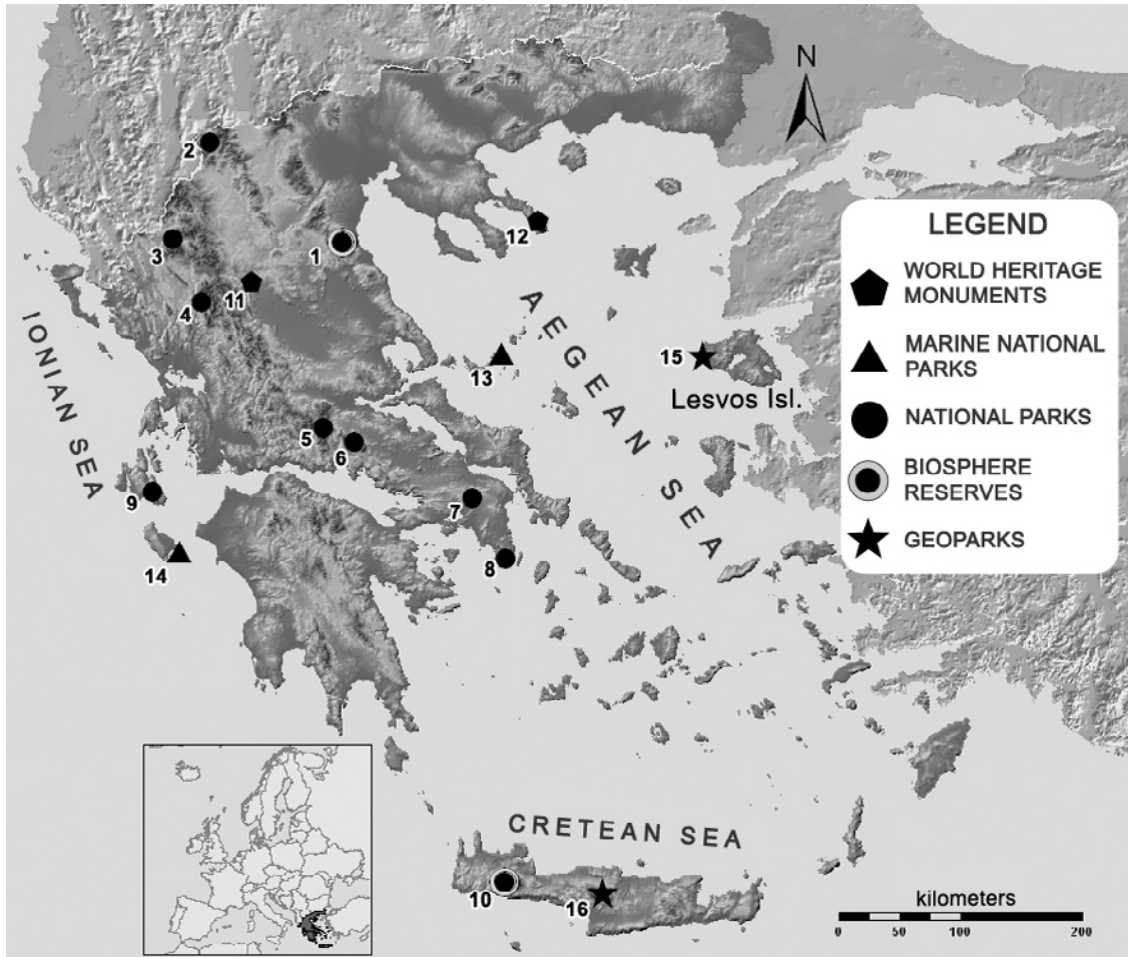 N
2
3
1
12
11
4
13
15
Lesvos Isl.
IONIAN SEA
AEGEAN SEA
5
6
9
7
14
8
LEGEND
WORLD HERITAGE
MONUMENTS
MARINE NATIONAL
PARKS
NATIONAL PARKS
BIOSPHERE
RESERVES
GEOPARKS
CRETEAN SEA
10
16
kilometers
0 50 100 200